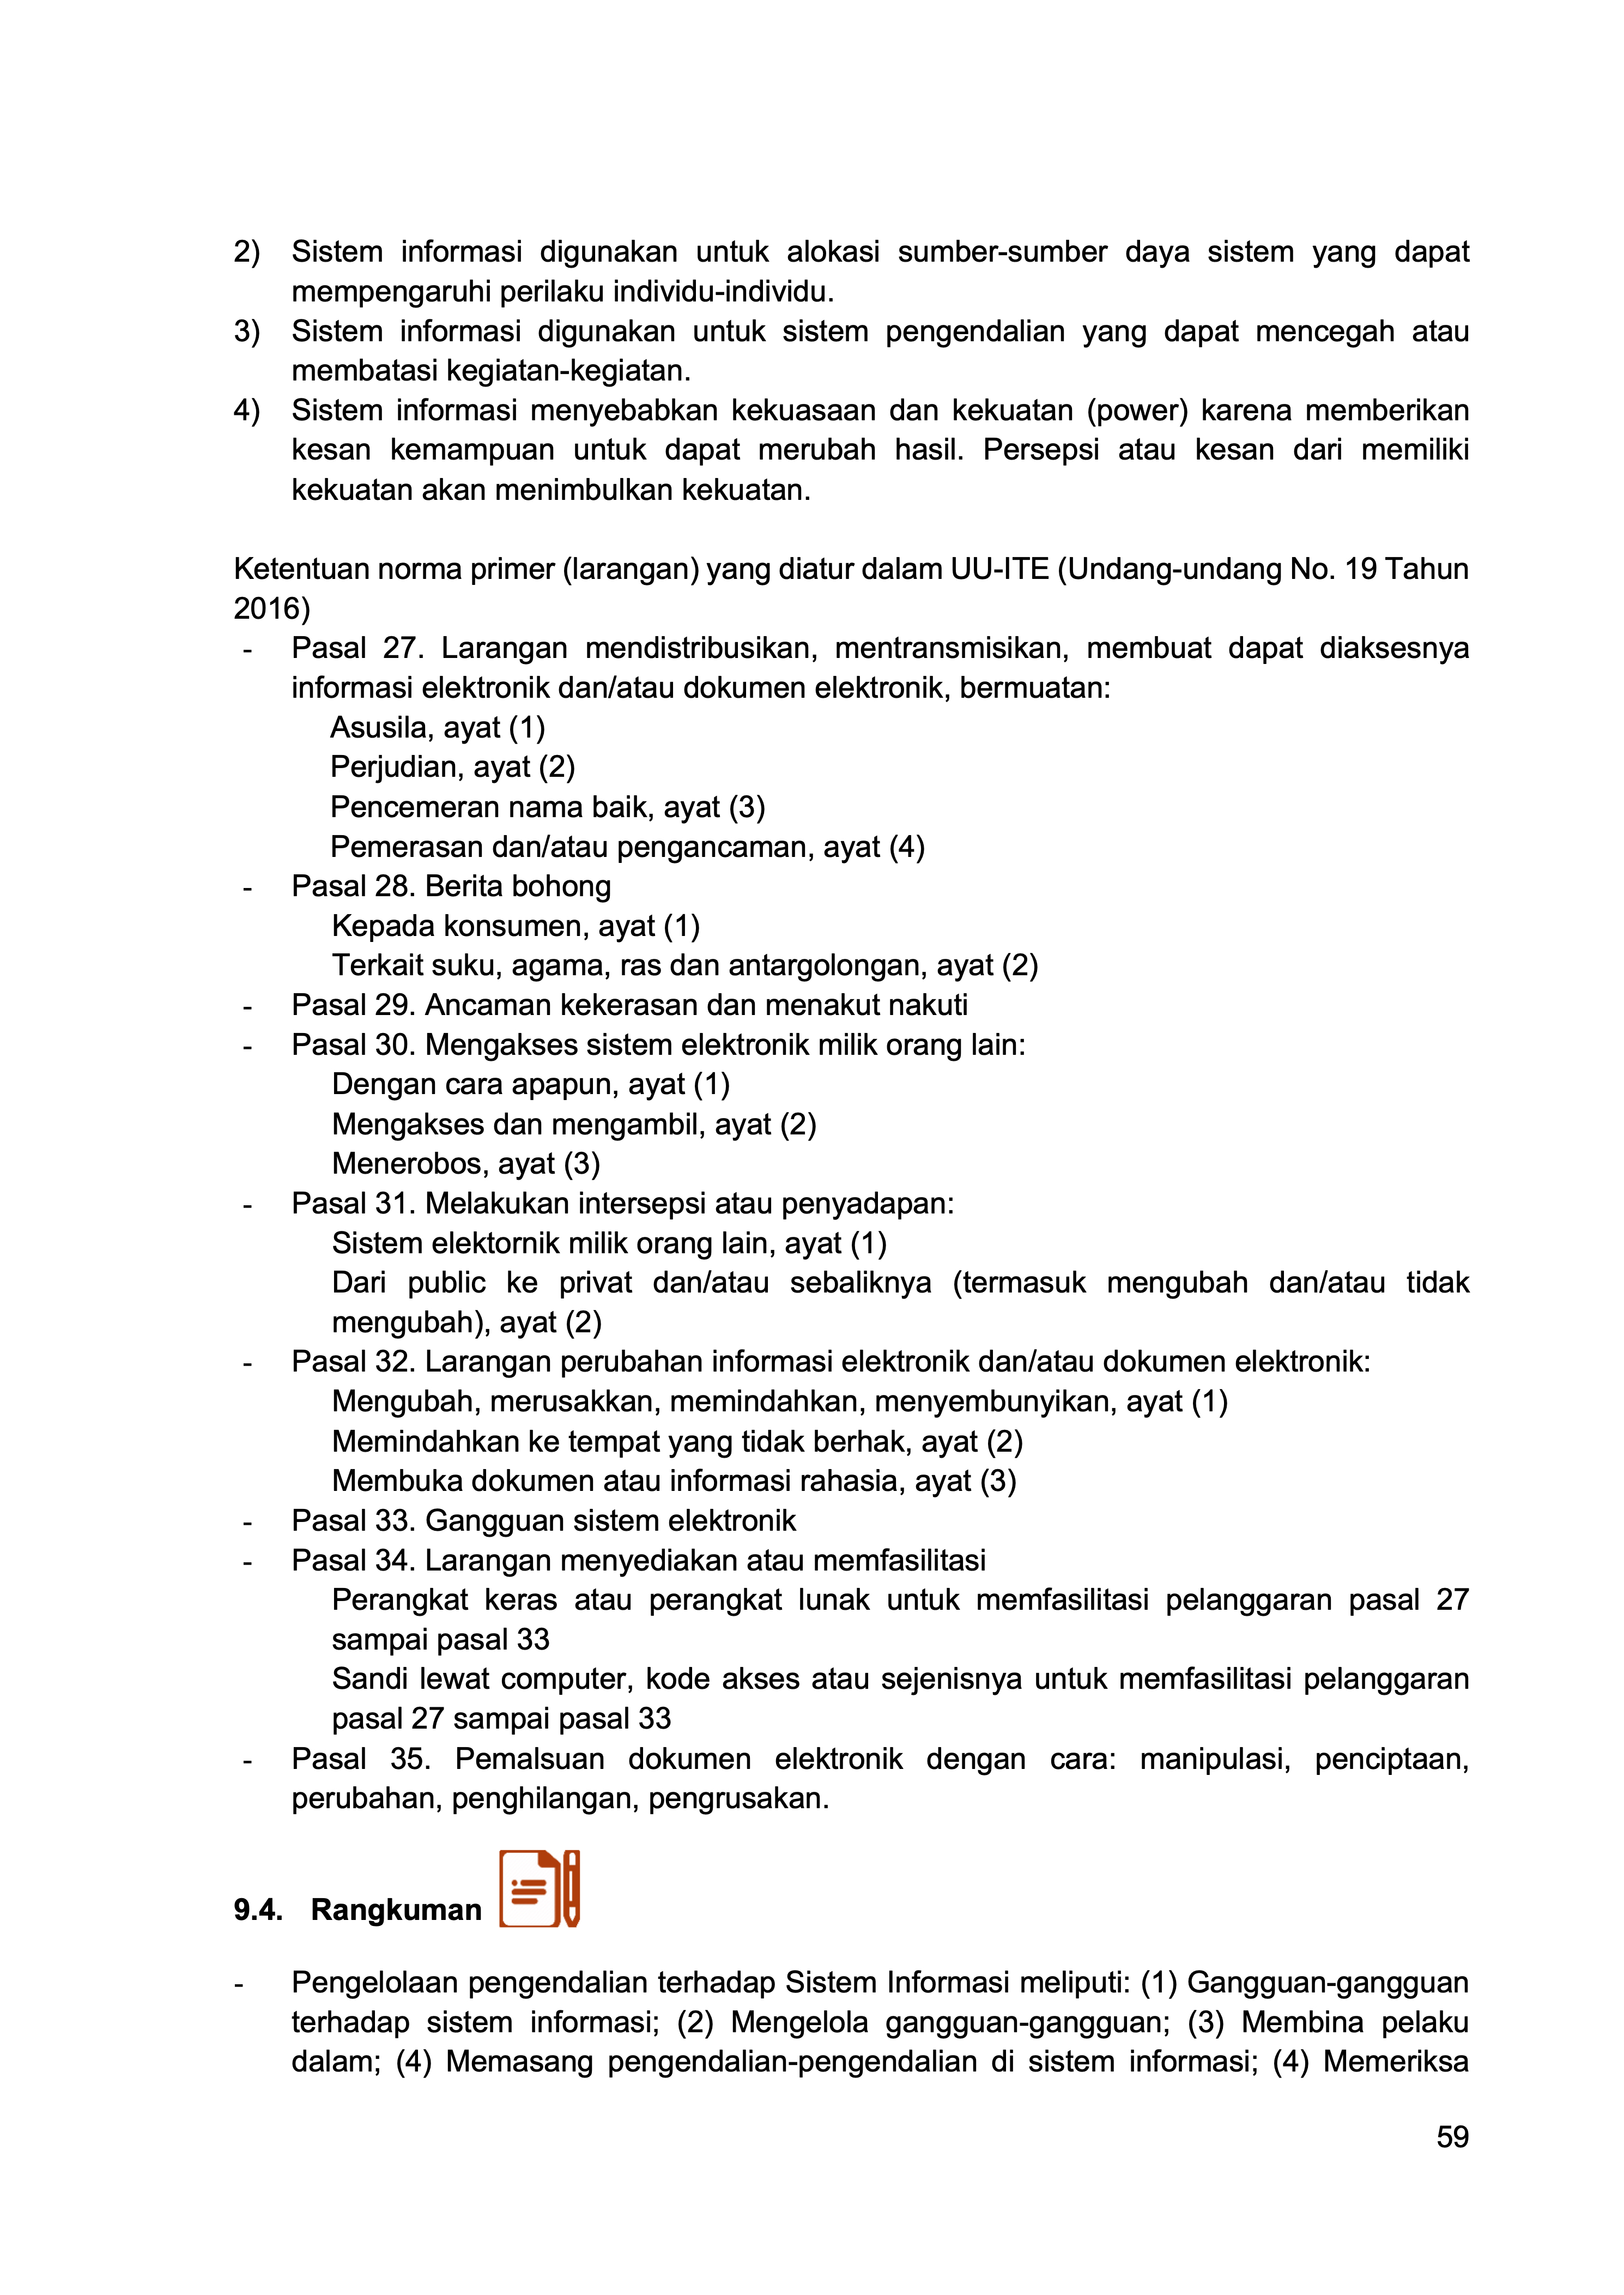 2) Sistem informasi digunakan untuk alokasi sumber-sumber daya sistem yang dapat
mempengaruhi perilaku individu-individu.
3) Sistem informasi digunakan untuk sistem pengendalian yang dapat mencegah atau
membatasi kegiatan-kegiatan.
4) Sistem informasi menyebabkan kekuasaan dan kekuatan (power) karena memberikan
kesan kemampuan untuk dapat merubah hasil. Persepsi atau kesan dari memiliki
kekuatan akan menimbulkan kekuatan.
Ketentuan norma primer (larangan) yang diatur dalam UU-ITE (Undang-undang No. 19 Tahun
2016)
- Pasal 27. Larangan mendistribusikan, mentransmisikan, membuat dapat diaksesnya
informasi elektronik dan/atau dokumen elektronik, bermuatan:
Asusila, ayat (1)
Perjudian, ayat (2)
Pencemeran nama baik, ayat (3)
Pemerasan dan/atau pengancaman, ayat (4)
- Pasal 28. Berita bohong
Kepada konsumen, ayat (1)
Terkait suku, agama, ras dan antargolongan, ayat (2)
- Pasal 29. Ancaman kekerasan dan menakut nakuti
- Pasal 30. Mengakses sistem elektronik milik orang lain:
Dengan cara apapun, ayat (1)
Mengakses dan mengambil, ayat (2)
Menerobos, ayat (3)
- Pasal 31. Melakukan intersepsi atau penyadapan:
Sistem elektornik milik orang lain, ayat (1)
Dari public ke privat dan/atau sebaliknya (termasuk mengubah dan/atau tidak
mengubah), ayat (2)
- Pasal 32. Larangan perubahan informasi elektronik dan/atau dokumen elektronik:
Mengubah, merusakkan, memindahkan, menyembunyikan, ayat (1)
Memindahkan ke tempat yang tidak berhak, ayat (2)
Membuka dokumen atau informasi rahasia, ayat (3)
- Pasal 33. Gangguan sistem elektronik
- Pasal 34. Larangan menyediakan atau memfasilitasi
Perangkat keras atau perangkat lunak untuk memfasilitasi pelanggaran pasal 27
sampai pasal 33
Sandi lewat computer, kode akses atau sejenisnya untuk memfasilitasi pelanggaran
pasal 27 sampai pasal 33
- Pasal 35. Pemalsuan dokumen elektronik dengan cara: manipulasi, penciptaan,
perubahan, penghilangan, pengrusakan.
9.4. Rangkuman
- Pengelolaan pengendalian terhadap Sistem Informasi meliputi: (1) Gangguan-gangguan
terhadap sistem informasi; (2) Mengelola gangguan-gangguan; (3) Membina pelaku
dalam; (4) Memasang pengendalian-pengendalian di sistem informasi; (4) Memeriksa
59